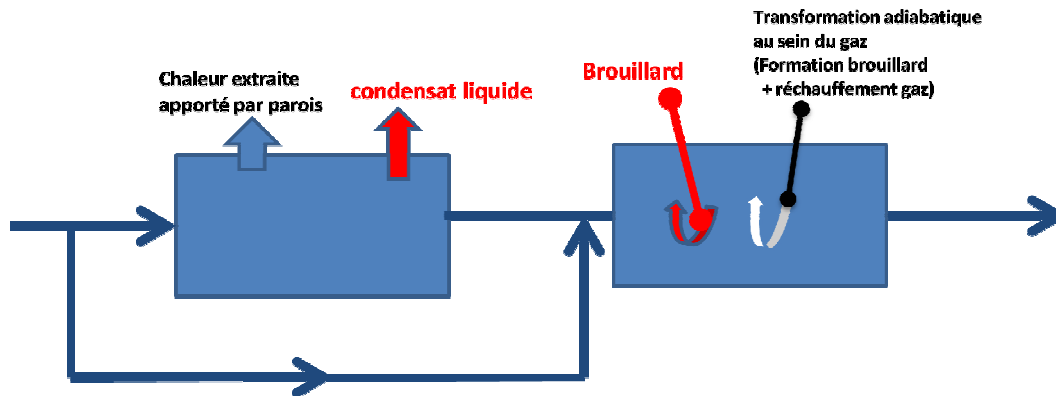 Chaleur extraite
apporté par parois
condensat liquide
Brouillard
Transformation adiabatique
au sein du gaz
(Formation brouillard
+ réchauffement gaz)